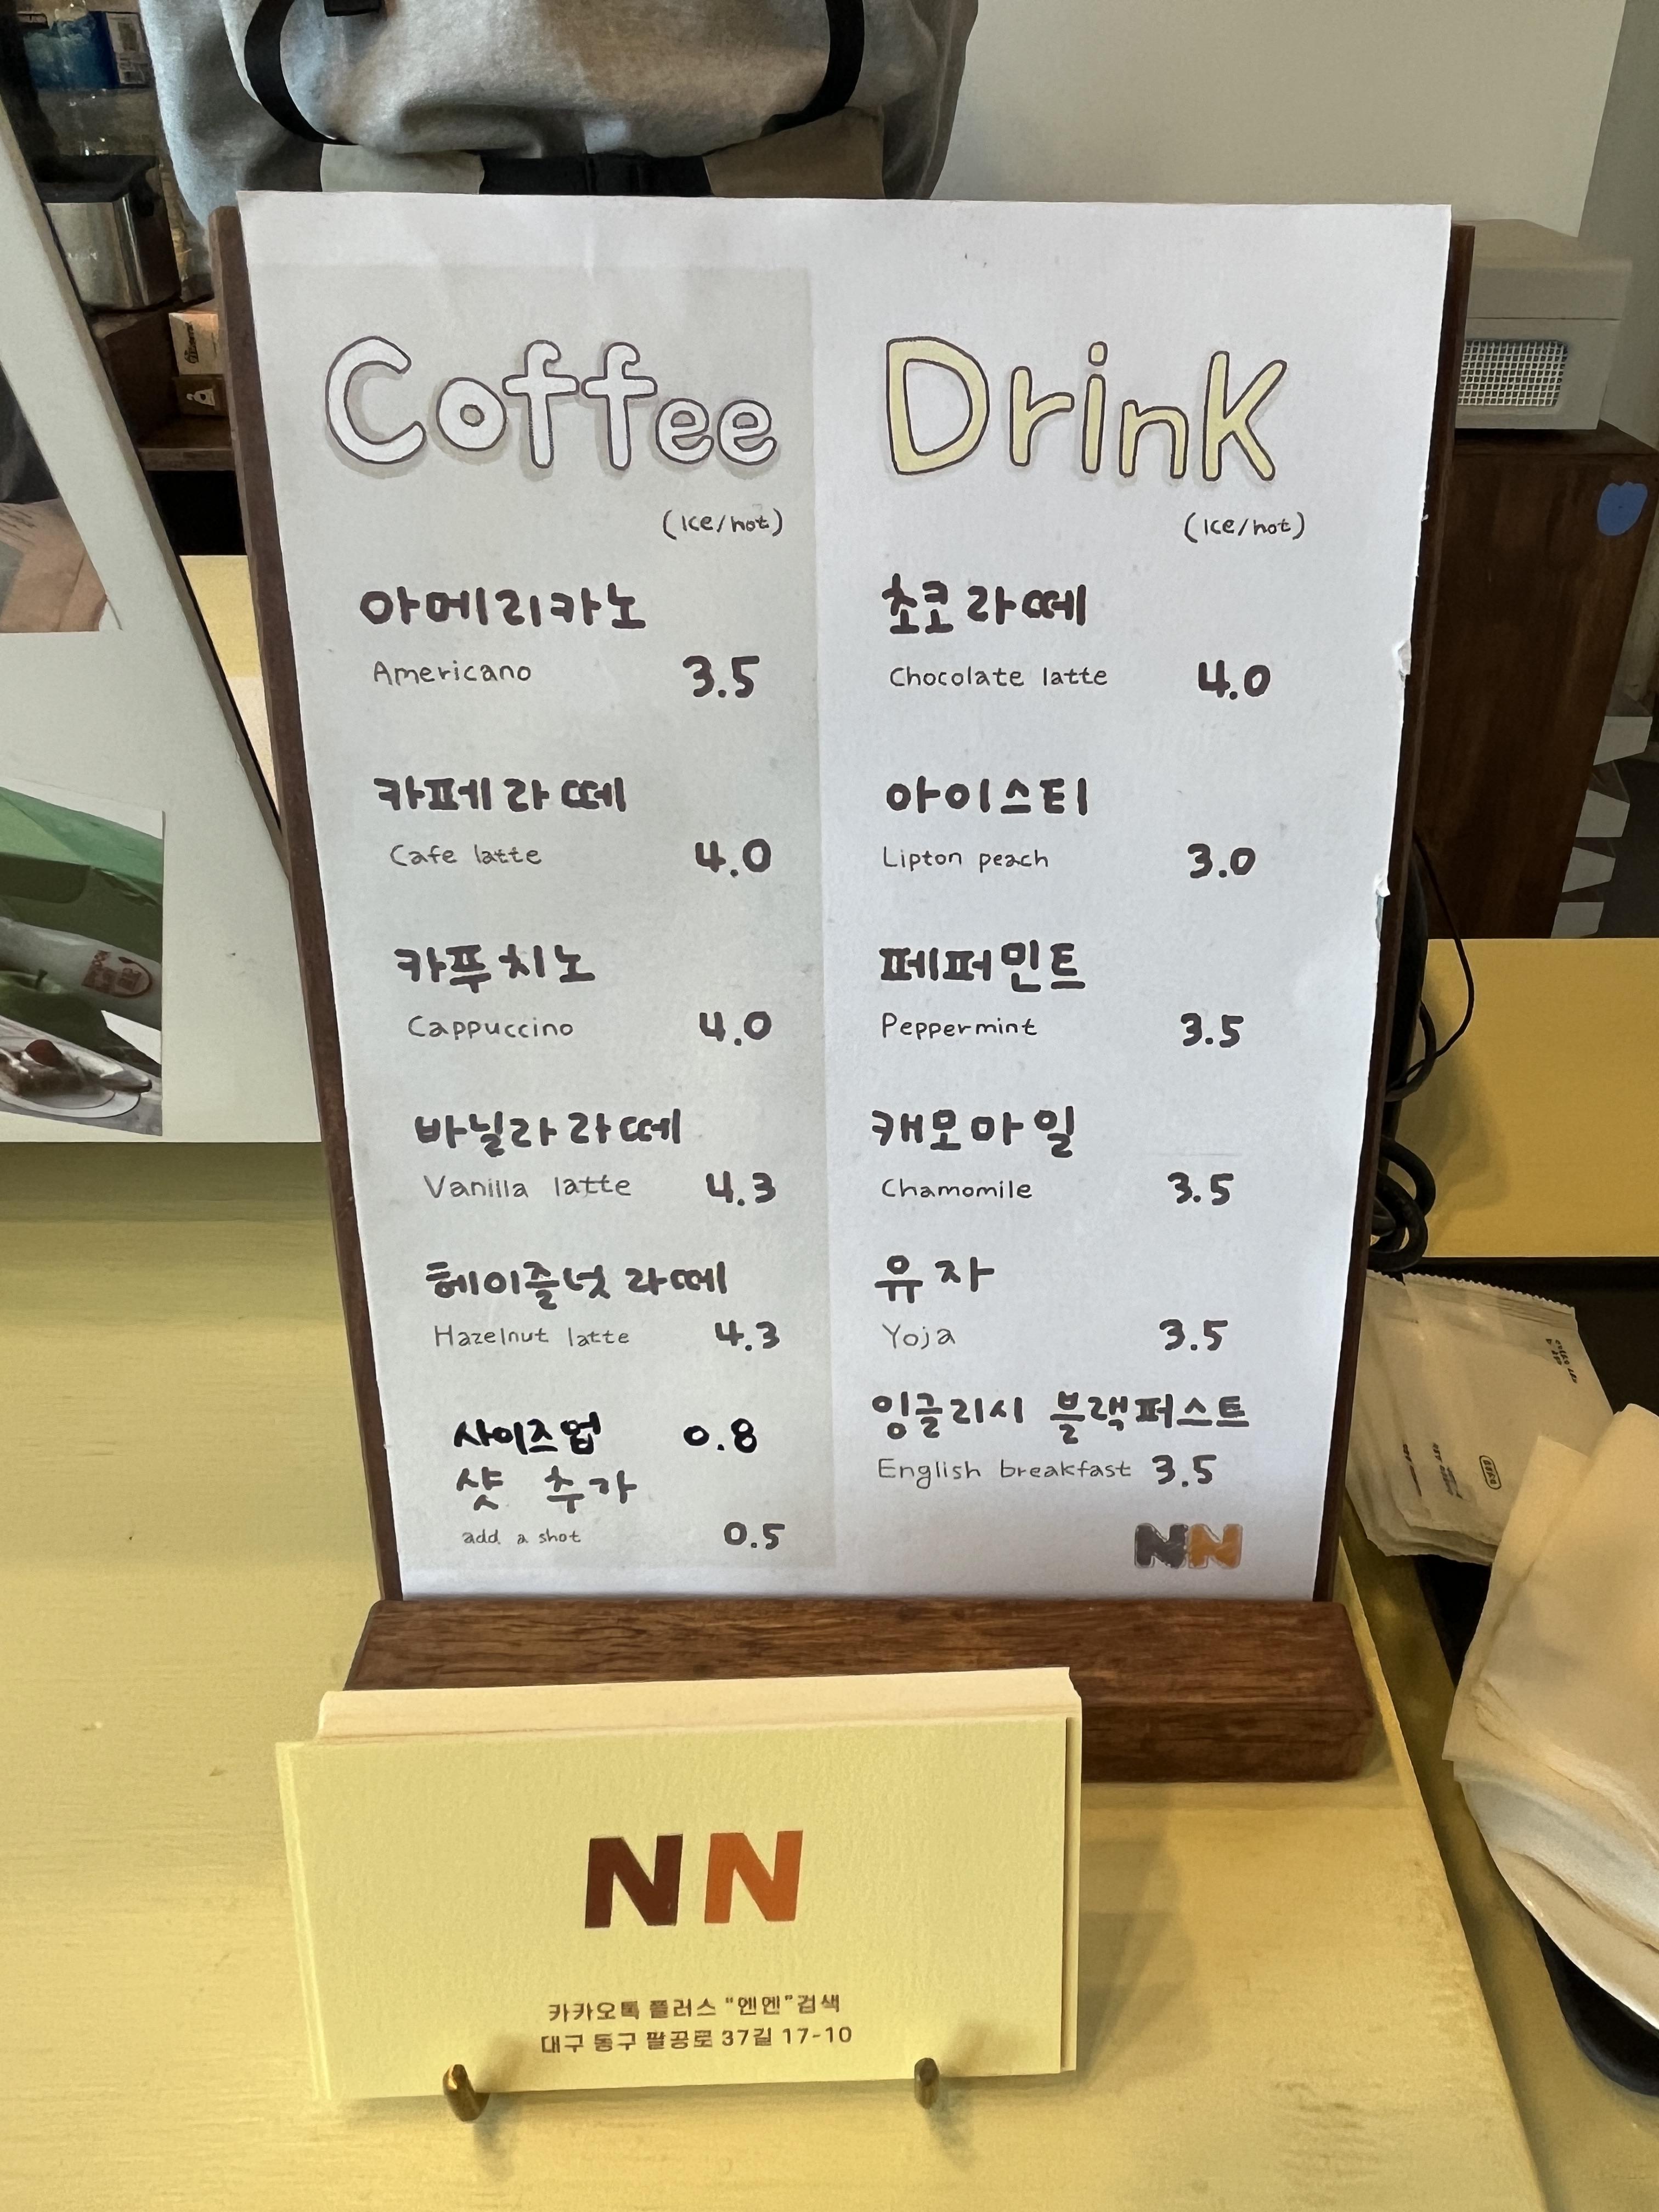 Coffee
(Ice/hot)
아메리카노
Americano 3.5
카페라떼
Cafe latte 4.0
카푸치노
Cappuccino 4.0
바닐라라떼
Vanilla latte 4.3
헤이즐넛 라떼
Hazelnut latte 4.3
사이즈업 0.8
샷 추가
add a shot 0.5
Drink
(Ice/hot)
초코라떼
Chocolate latte 4.0
아이스티
Lipton peach 3.0
페퍼민트
Peppermint 3.5
캐모마일
Chamomile 3.5
유자
Yoja 3.5
잉글리시 블랙퍼스트
English breakfast 3.5
NN
NN
카카오톡 플러스 "엔엔"검색
대구 동구 팔공로 37길 17-10